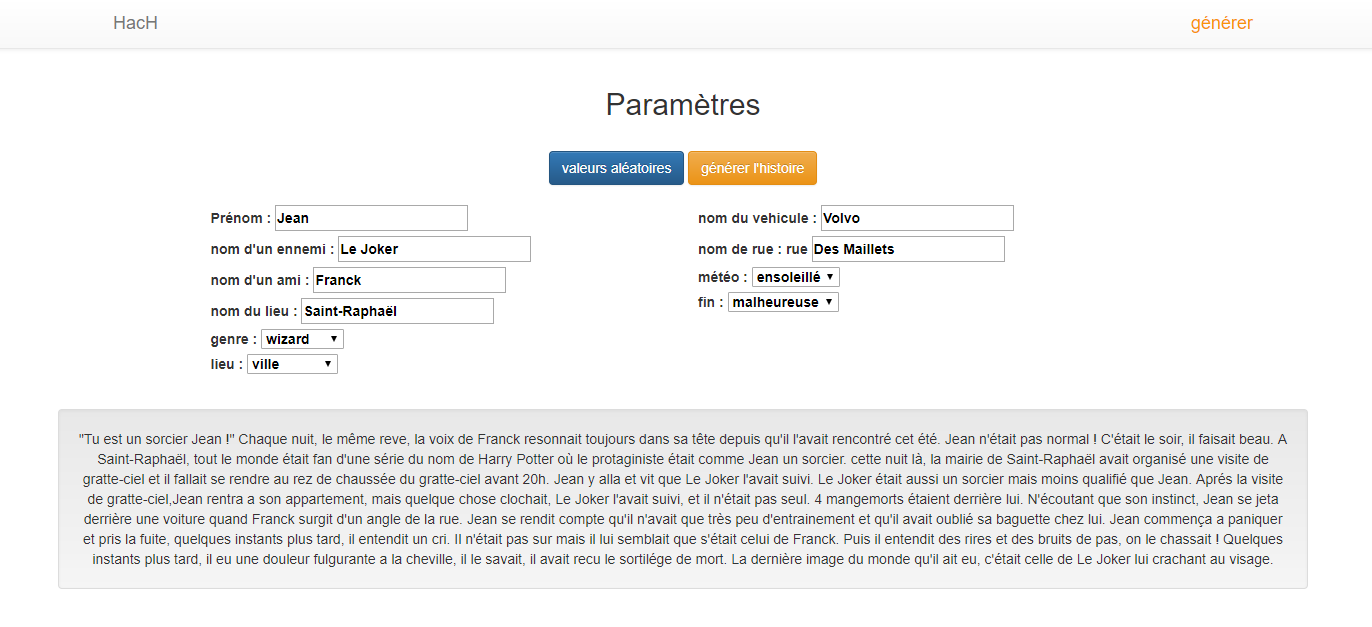 HacH
générer
Paramètres
valeurs aléatoires
générer l'histoire
Prénom : Jean
nom d'un ennemi : Le Joker
nom d'un ami : Franck
nom du lieu : Saint-Raphaël
genre : wizard
lieu : ville
nom du vehicule : Volvo
nom de rue : rue Des Maillets
météo : ensoleillé
fin : malheureuse
"Tu est un sorcier Jean !" Chaque nuit, le même reve, la voix de Franck resonnait toujours dans sa tête depuis qu'il l'avait rencontré cet été. Jean n'était pas normal ! C'était le soir, il faisait beau. A
Saint-Raphaël, tout le monde était fan d'une série du nom de Harry Potter où le protaginiste était comme Jean un sorcier. cette nuit là, la mairie de Saint-Raphaël avait organisé une visite de
gratte-ciel et il fallait se rendre au rez de chaussée du gratte-ciel avant 20h. Jean y alla et vit que Le Joker l'avait suivi. Le Joker était aussi un sorcier mais moins qualifié que Jean. Aprés la visite
de gratte-ciel,Jean rentra a son appartement, mais quelque chose clochait, Le Joker l'avait suivi, et il n'était pas seul. 4 mangemorts étaient derrière lui. N'écoutant que son instinct, Jean se jeta
derrière une voiture quand Franck surgit d'un angle de la rue. Jean se rendit compte qu'il n'avait que très peu d'entrainement et qu'il avait oublié sa baguette chez lui. Jean commença a paniquer
et pris la fuite, quelques instants plus tard, il entendit un cri. Il n'était pas sur mais il lui semblait que s'était celui de Franck. Puis il entendit des rires et des bruits de pas, on le chassait ! Quelques
instants plus tard, il eu une douleur fulgurante a la cheville, il le savait, il avait recu le sortilége de mort. La dernière image du monde qu'il ait eu, c'était celle de Le Joker lui crachant au visage.